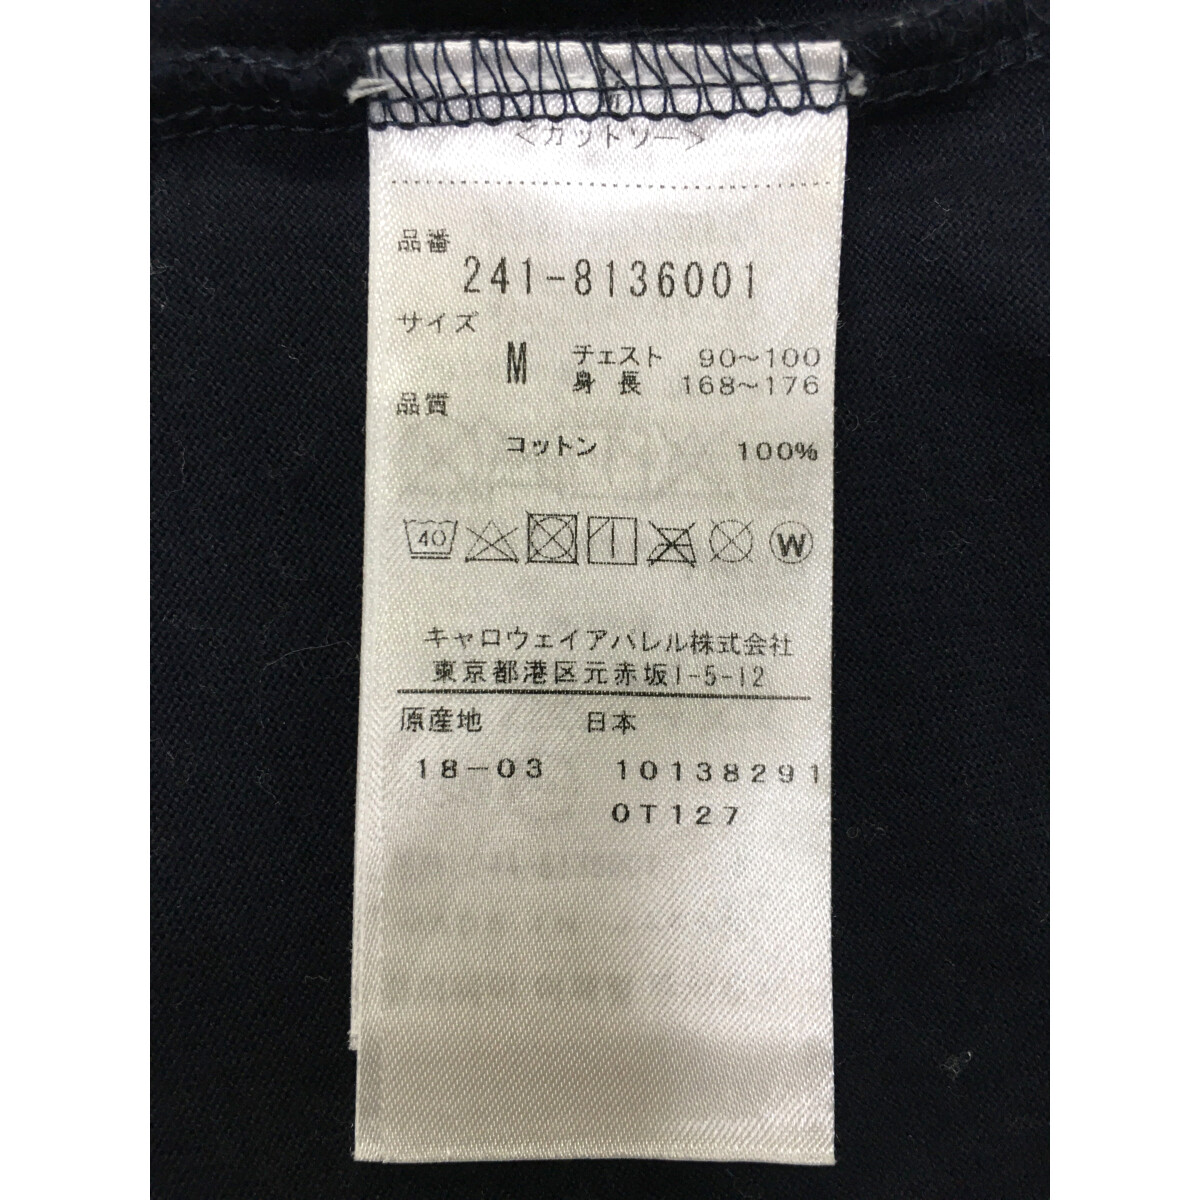 <カットソー>
品番
241-8136001
サイズ
M チェスト 90～100
身長 168～176
品質
コットン 100%
40 W
キャロウェイアパレル株式会社
東京都港区元赤坂1-5-12
原産地 日本
18-03 10138291
0T127